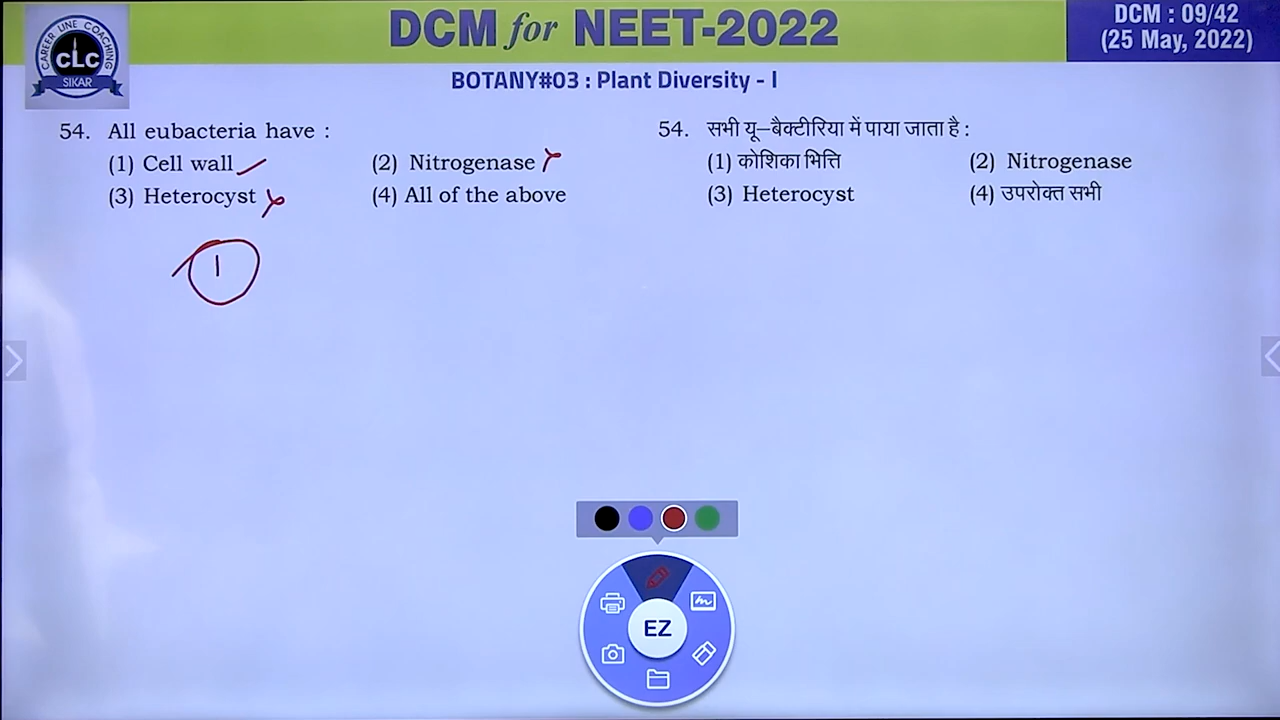 CAREER LINE COACHING
CLC
SIKAR
DCM for NEET-2022
DCM : 09/42
(25 May, 2022)
BOTANY#03 : Plant Diversity - I
54. All eubacteria have :
(1) Cell wall
(2) Nitrogenase
(3) Heterocyst
(4) All of the above
1
54. सभी यू–बैक्टीरिया में पाया जाता है :
(1) कोशिका भित्ति
(2) Nitrogenase
(3) Heterocyst
(4) उपरोक्त सभी
EZ